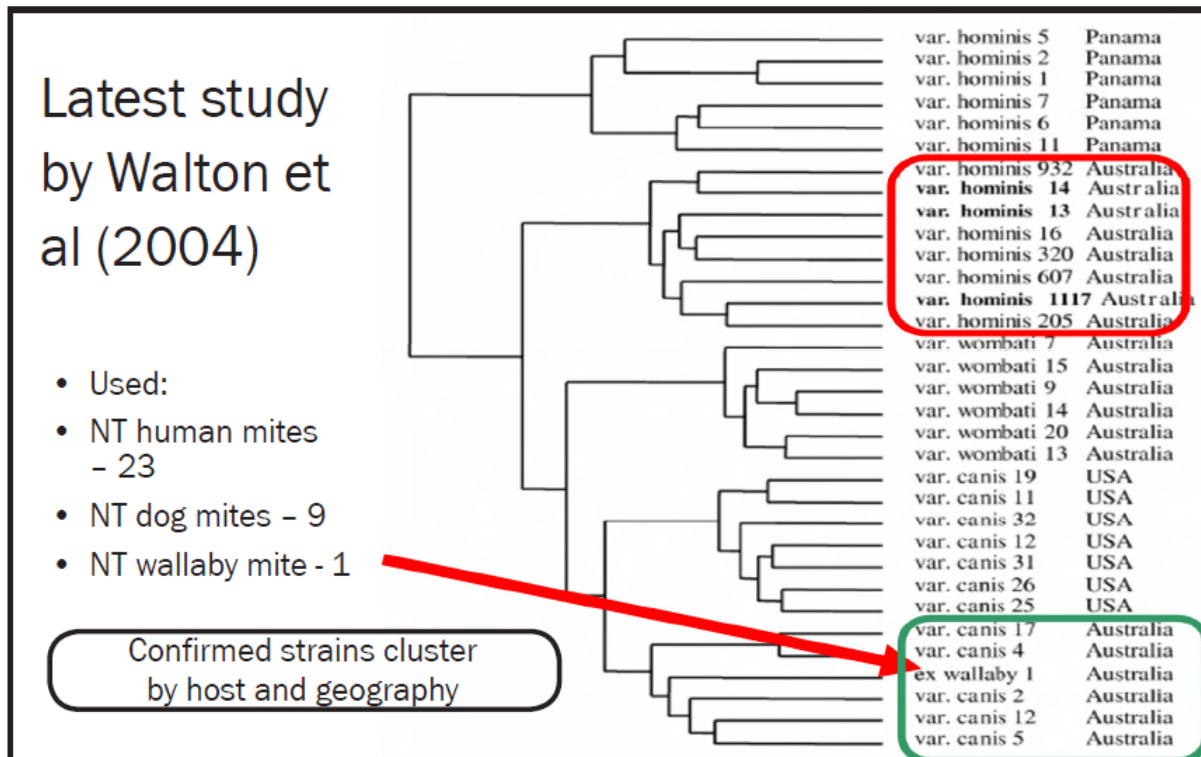 Latest study
by Walton et
al (2004)
• Used:
• NT human mites
– 23
• NT dog mites – 9
• NT wallaby mite - 1
Confirmed strains cluster
by host and geography
var. hominis 5 Panama
var. hominis 2 Panama
var. hominis 1 Panama
var. hominis 7 Panama
var. hominis 6 Panama
var. hominis 11 Panama
var. hominis 932 Australia
var. hominis 14 Australia
var. hominis 13 Australia
var. hominis 16 Australia
var. hominis 320 Australia
var. hominis 607 Australia
var. hominis 1117 Australia
var. hominis 205 Australia
var. wombati 7 Australia
var. wombati 15 Australia
var. wombati 9 Australia
var. wombati 14 Australia
var. wombati 20 Australia
var. wombati 13 Australia
var. canis 19 USA
var. canis 11 USA
var. canis 32 USA
var. canis 12 USA
var. canis 31 USA
var. canis 26 USA
var. canis 25 USA
var. canis 17 Australia
var. canis 4 Australia
ex wallaby 1 Australia
var. canis 2 Australia
var. canis 12 Australia
var. canis 5 Australia